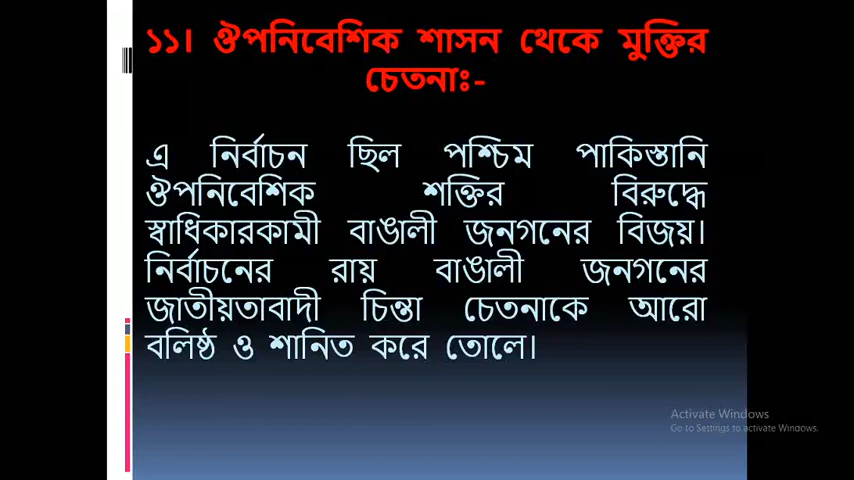 ১১। ঔপনিবেশিক শাসন থেকে মুক্তির
চেতনাঃ-
এ নির্বাচন ছিল পশ্চিম পাকিস্তানি
ঔপনিবেশিক শক্তির বিরুদ্ধে
স্বাধিকারকামী বাঙালী জনগনের বিজয়।
নির্বাচনের রায় বাঙালী জনগনের
জাতীয়তাবাদী চিন্তা চেতনাকে আরো
বলিষ্ঠ ও শানিত করে তোলে।
Activate Windows
Go to Settings to activate Windows.